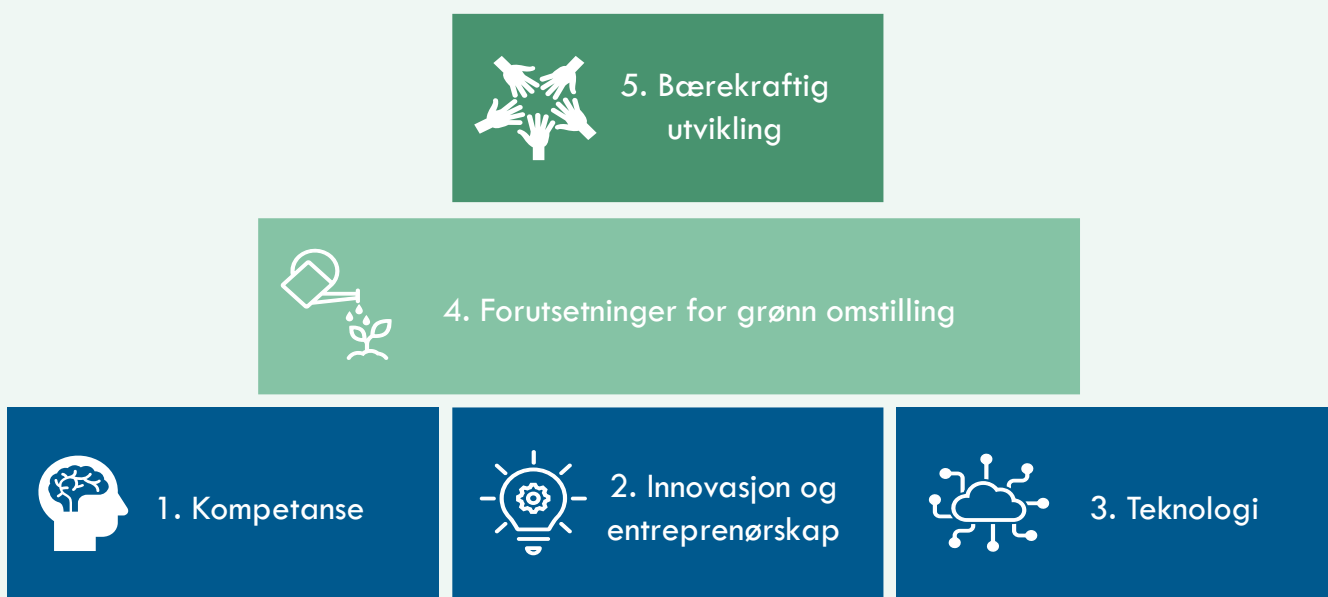 5. Bærekraftig
utvikling
4. Forutsetninger for grønn omstilling
1. Kompetanse
2. Innovasjon og
entreprenørskap
3. Teknologi